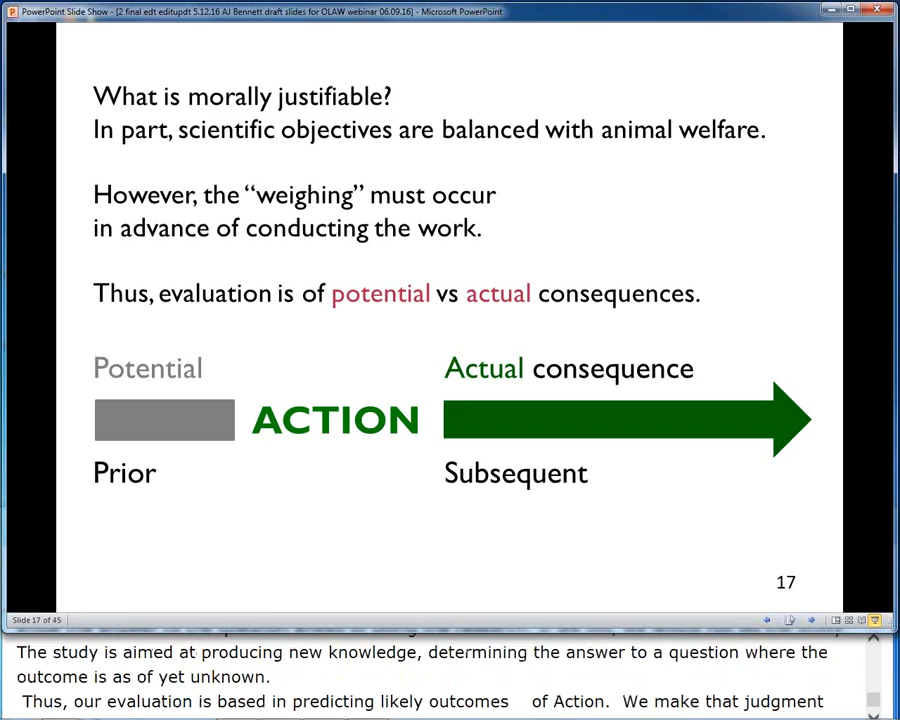 PowerPoint Slide Show - [2 final edt editupdt 5.12.16 AJ Bennett draft slides for OLAW webinar 06.09.16] - Microsoft PowerPoint
What is morally justifiable?
In part, scientific objectives are balanced with animal welfare.
However, the “weighing” must occur
in advance of conducting the work.
Thus, evaluation is of potential vs actual consequences.
Potential
Actual consequence
ACTION
Prior
Subsequent
17
Slide 17 of 45
The study is aimed at producing new knowledge, determining the answer to a question where the
outcome is as of yet unknown.
Thus, our evaluation is based in predicting likely outcomes of Action. We make that judgment